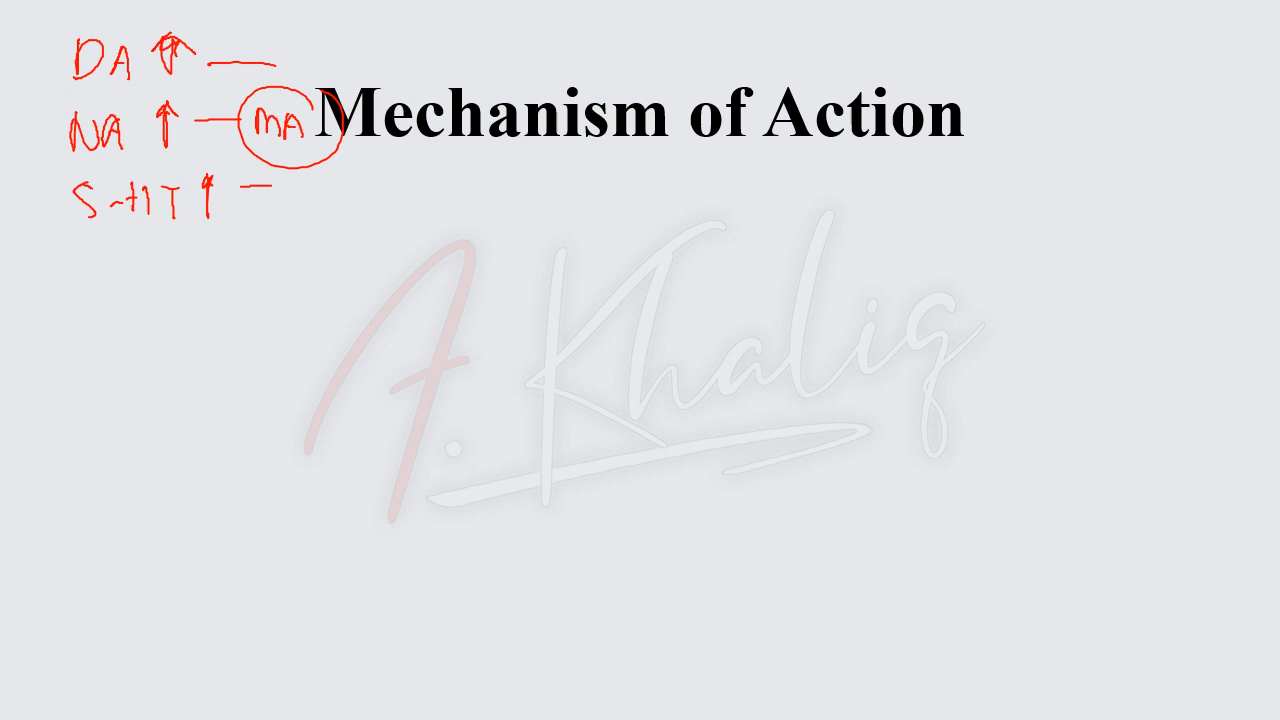 DA ↑ —
Mechanism of Action
NA ↑ — MA
5-HT ↑ —
A. Khaliq